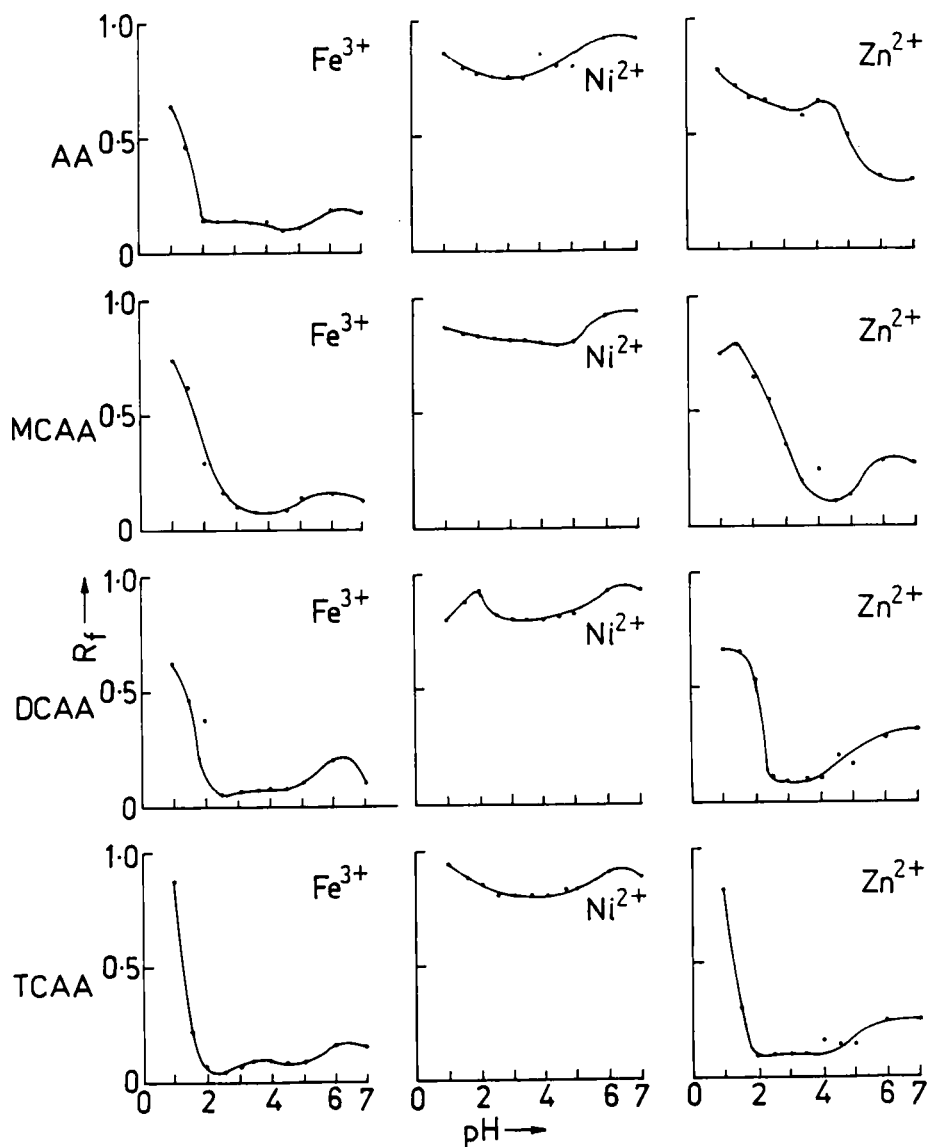 Fe3+
Ni2+
Zn2+
AA
0·5
0
1·0
Fe3+
Ni2+
Zn2+
MCAA
0·5
0
1·0
Fe3+
Ni2+
Zn2+
Rf →
DCAA
0·5
0
1·0
Fe3+
Ni2+
Zn2+
TCAA
0·5
0
0 2 4 6 7
0 2 4 6 7
0 2 4 6 7
pH →